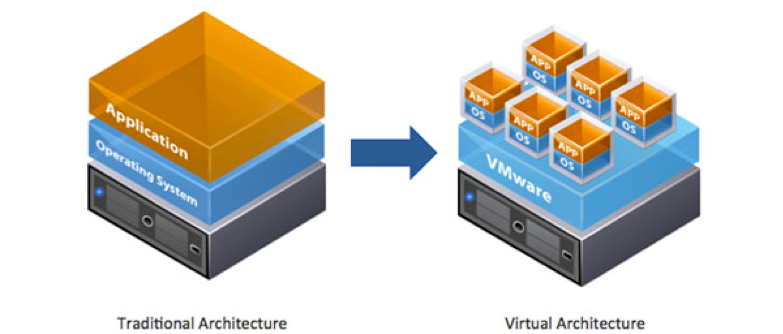 Application
Operating System
APP
OS
APP
OS
APP
OS
APP
OS
APP
OS
APP
OS
VMware
Traditional Architecture
Virtual Architecture